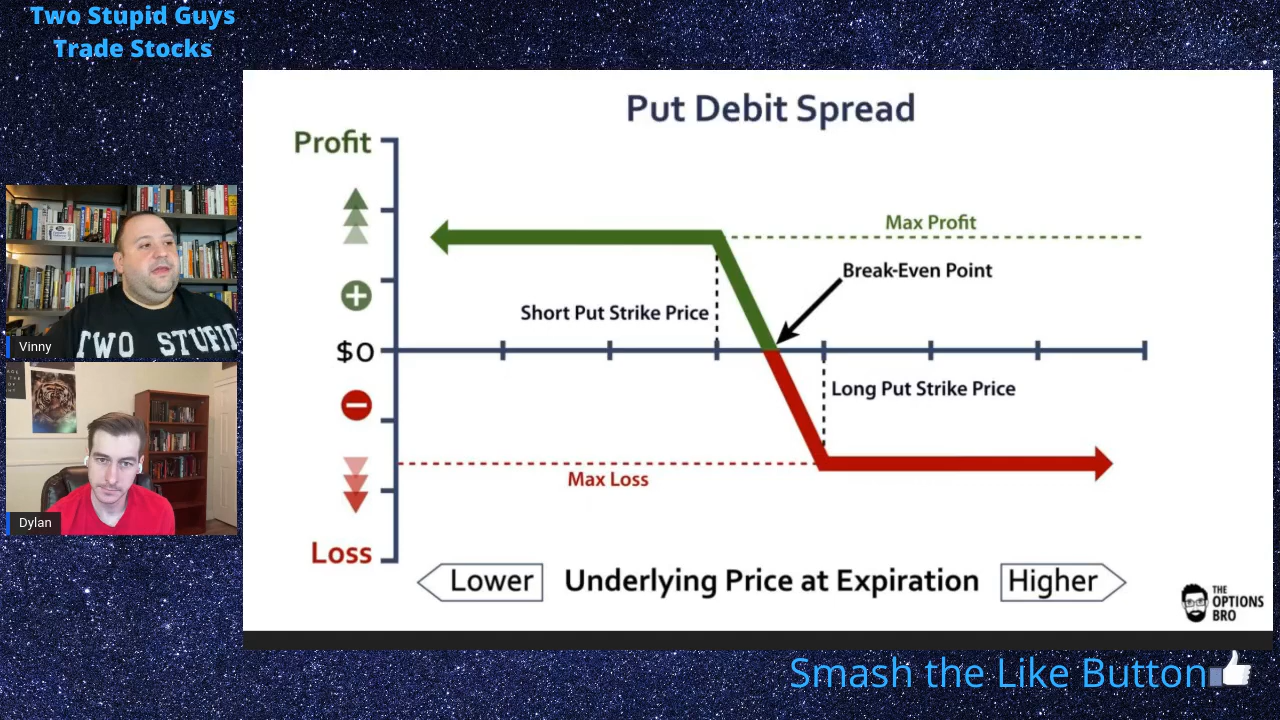 Two Stupid Guys
Trade Stocks
Put Debit Spread
Profit
Max Profit
Break-Even Point
Short Put Strike Price
$0
Long Put Strike Price
Max Loss
Loss
Lower
Underlying Price at Expiration
Higher
THE
OPTIONS
BRO
TWO STUPID
Vinny
Dylan
Smash the Like Button